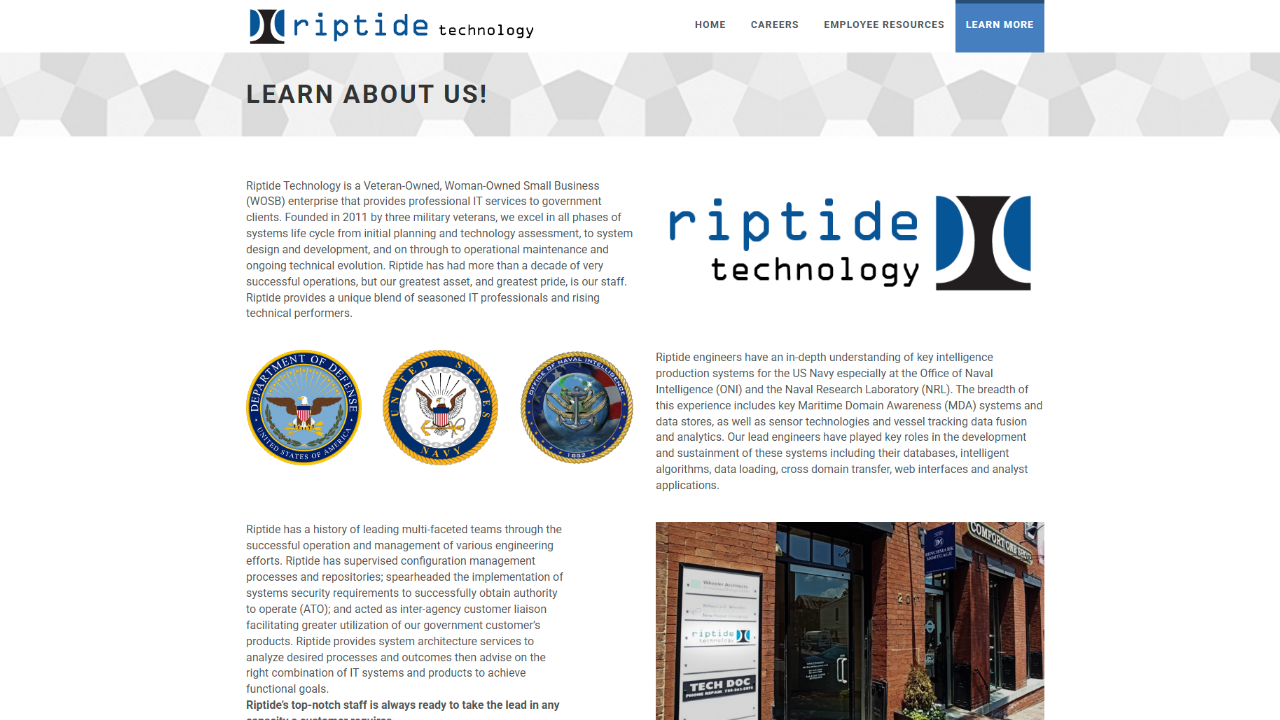 riptide technology
HOME CAREERS EMPLOYEE RESOURCES LEARN MORE
LEARN ABOUT US!
Riptide Technology is a Veteran-Owned, Woman-Owned Small Business
(WOSB) enterprise that provides professional IT services to government
clients. Founded in 2011 by three military veterans, we excel in all phases of
systems life cycle from initial planning and technology assessment, to system
design and development, and on through to operational maintenance and
ongoing technical evolution. Riptide has had more than a decade of very
successful operations, but our greatest asset, and greatest pride, is our staff.
Riptide provides a unique blend of seasoned IT professionals and rising
technical performers.
riptide
technology
DEPARTMENT OF DEFENSE
UNITED STATES OF AMERICA
UNITED STATES
NAVY
OFFICE OF NAVAL INTELLIGENCE
1882
Riptide engineers have an in-depth understanding of key intelligence
production systems for the US Navy especially at the Office of Naval
Intelligence (ONI) and the Naval Research Laboratory (NRL). The breadth of
this experience includes key Maritime Domain Awareness (MDA) systems and
data stores, as well as sensor technologies and vessel tracking data fusion
and analytics. Our lead engineers have played key roles in the development
and sustainment of these systems including their databases, intelligent
algorithms, data loading, cross domain transfer, web interfaces and analyst
applications.
Riptide has a history of leading multi-faceted teams through the
successful operation and management of various engineering
efforts. Riptide has supervised configuration management
processes and repositories; spearheaded the implementation of
systems security requirements to successfully obtain authority
to operate (ATO); and acted as inter-agency customer liaison
facilitating greater utilization of our government customer's
products. Riptide provides system architecture services to
analyze desired processes and outcomes then advise on the
right combination of IT systems and products to achieve
functional goals.
Riptide's top-notch staff is always ready to take the lead in any
capacity a customer requires
riptide
technology
TECH DOC
PHONE REPAIR
BENCHMARK
COMFORT ONE